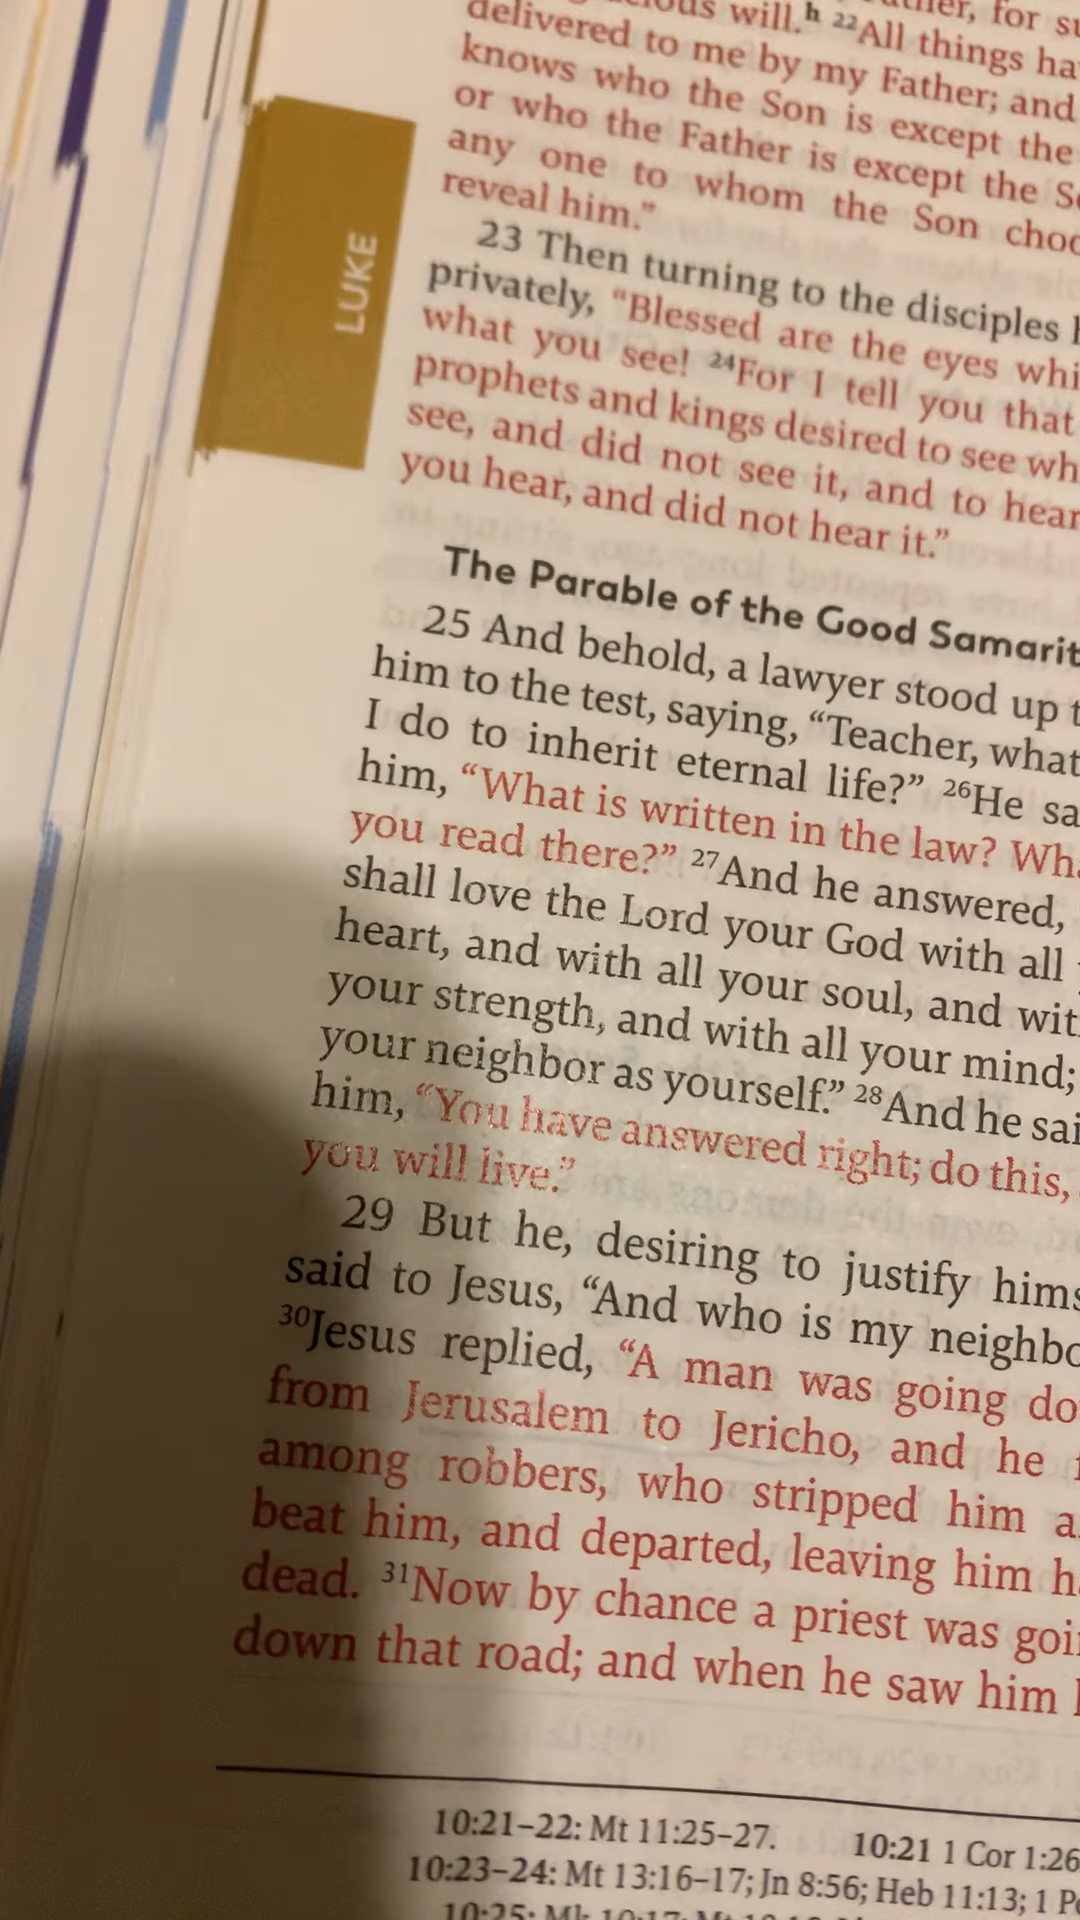 will.h 22All things
delivered to me by my Father; and
knows who the Son is except the
or who the Father is except the
any one to whom the Son
reveal him.”
LUKE
23 Then turning to the disciples
privately, “Blessed are the eyes
what you see! 24For I tell you that
prophets and kings desired to see
see, and did not see it, and to hear
you hear, and did not hear it.”
The Parable of the Good
25 And behold, a lawyer stood up
him to the test, saying, “Teacher, what
I do to inherit eternal life?” 26He
him, “What is written in the law?
you read there?” 27And he answered,
shall love the Lord your God with all
heart, and with all your soul, and
your strength, and with all your mind;
your neighbor as yourself.” 28And he
him, “You have answered right; do this,
you will live.”
29 But he, desiring to justify
said to Jesus, “And who is my
30Jesus replied, “A man was going
from Jerusalem to Jericho, and he
among robbers, who stripped him
beat him, and departed, leaving him
dead. 31Now by chance a priest was
down that road; and when he saw him
10:21–22: Mt 11:25–27. 10:21 1 Cor 1:26
10:23–24: Mt 13:16–17; Jn 8:56; Heb 11:13; 1